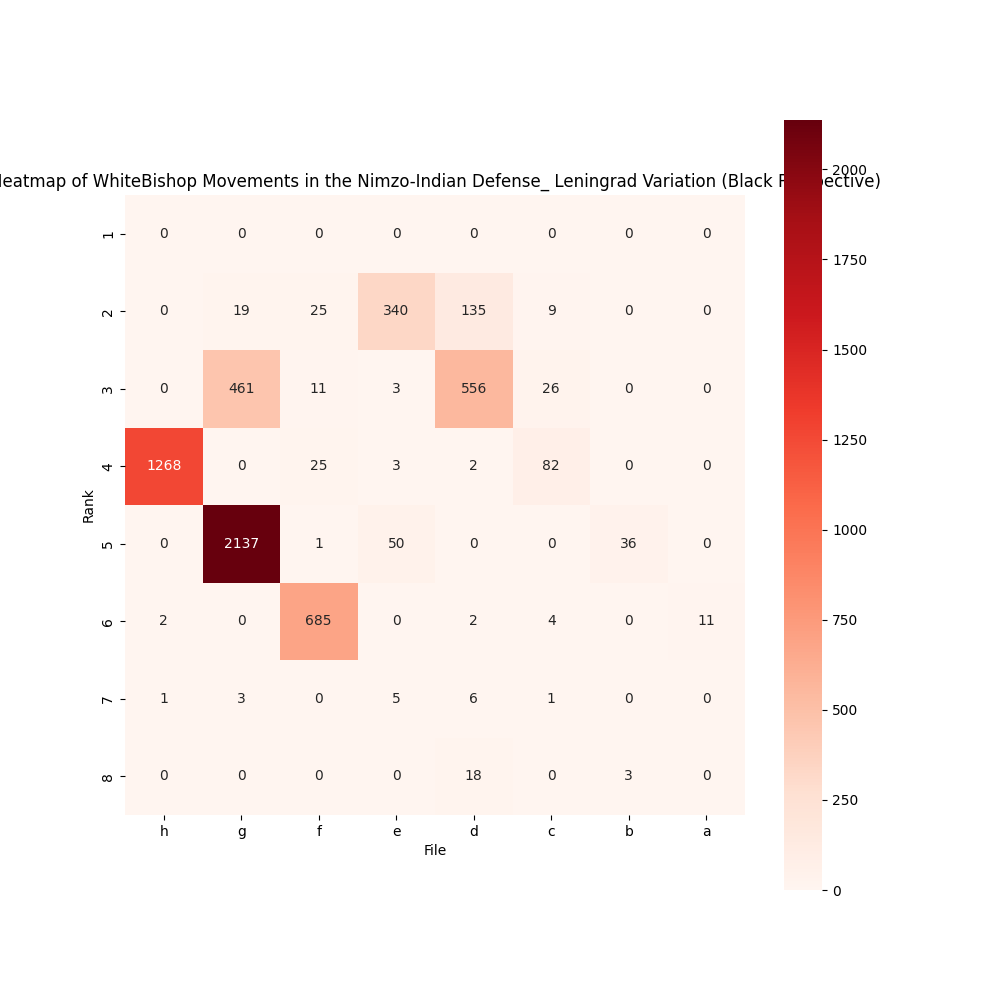 leatmap of WhiteBishop Movements in the Nimzo-Indian Defense_ Leningrad Variation (Black P pective)
Rank
1 0 0 0 0 0 0 0 0
2 0 19 25 340 135 9 0 0
3 0 461 11 3 556 26 0 0
4 1268 0 25 3 2 82 0 0
5 0 2137 1 50 0 0 36 0
6 2 0 685 0 2 4 0 11
7 1 3 0 5 6 1 0 0
8 0 0 0 0 18 0 3 0
h g f e d c b a
File
2000
1750
1500
1250
1000
750
500
250
0